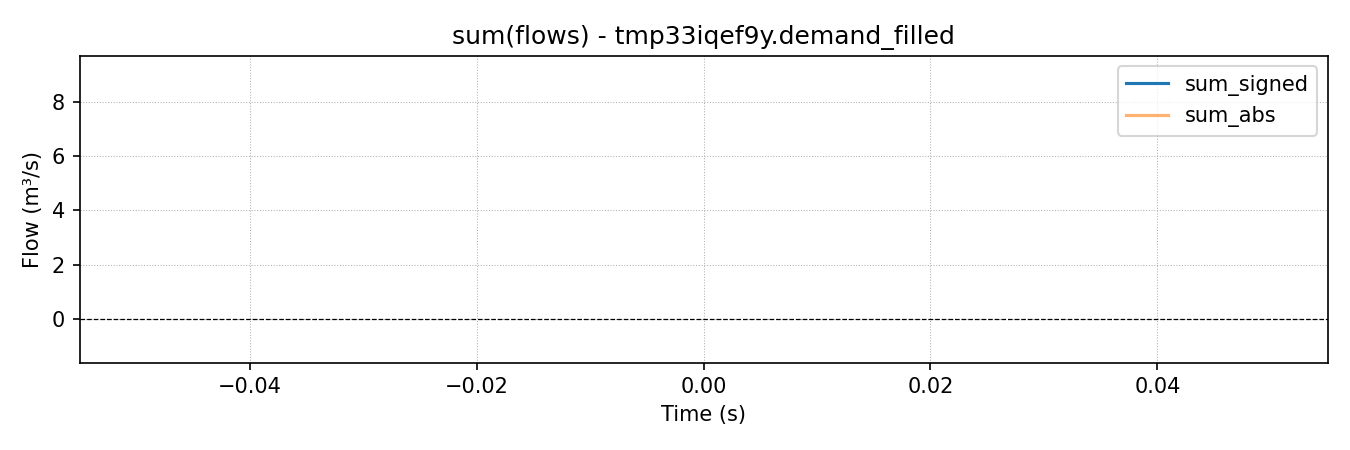 sum(flows) - tmp33iqef9y.demand_filled
sum_signed
sum_abs
Flow (m³/s)
8
6
4
2
0
−0.04
−0.02
0.00
0.02
0.04
Time (s)